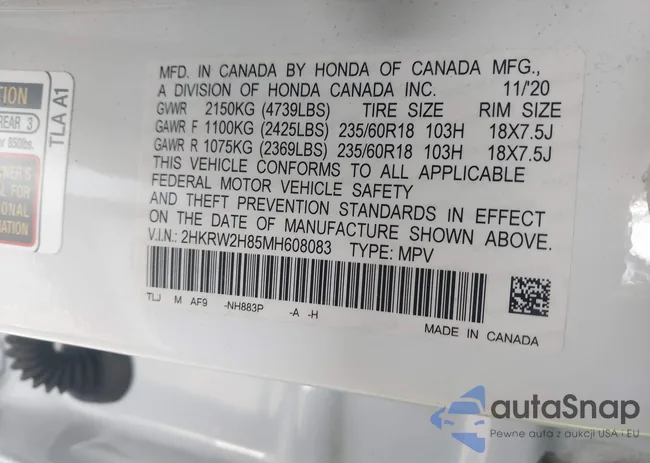 MFD. IN CANADA BY HONDA OF CANADA MFG.,
A DIVISION OF HONDA CANADA INC. 11/'20
GVWR 2150KG (4739LBS) TIRE SIZE RIM SIZE
GAWR F 1100KG (2425LBS) 235/60R18 103H 18X7.5J
GAWR R 1075KG (2369LBS) 235/60R18 103H 18X7.5J
THIS VEHICLE CONFORMS TO ALL APPLICABLE
FEDERAL MOTOR VEHICLE SAFETY
AND THEFT PREVENTION STANDARDS IN EFFECT
ON THE DATE OF MANUFACTURE SHOWN ABOVE.
V.I.N.: 2HKRW2H85MH608083 TYPE: MPV
TLJ M AF9 -NH883P -A -H
MADE IN CANADA
REAR 3
850lbs.
TLA A1
autaSnap
Pewne auta z aukcji USA i EU